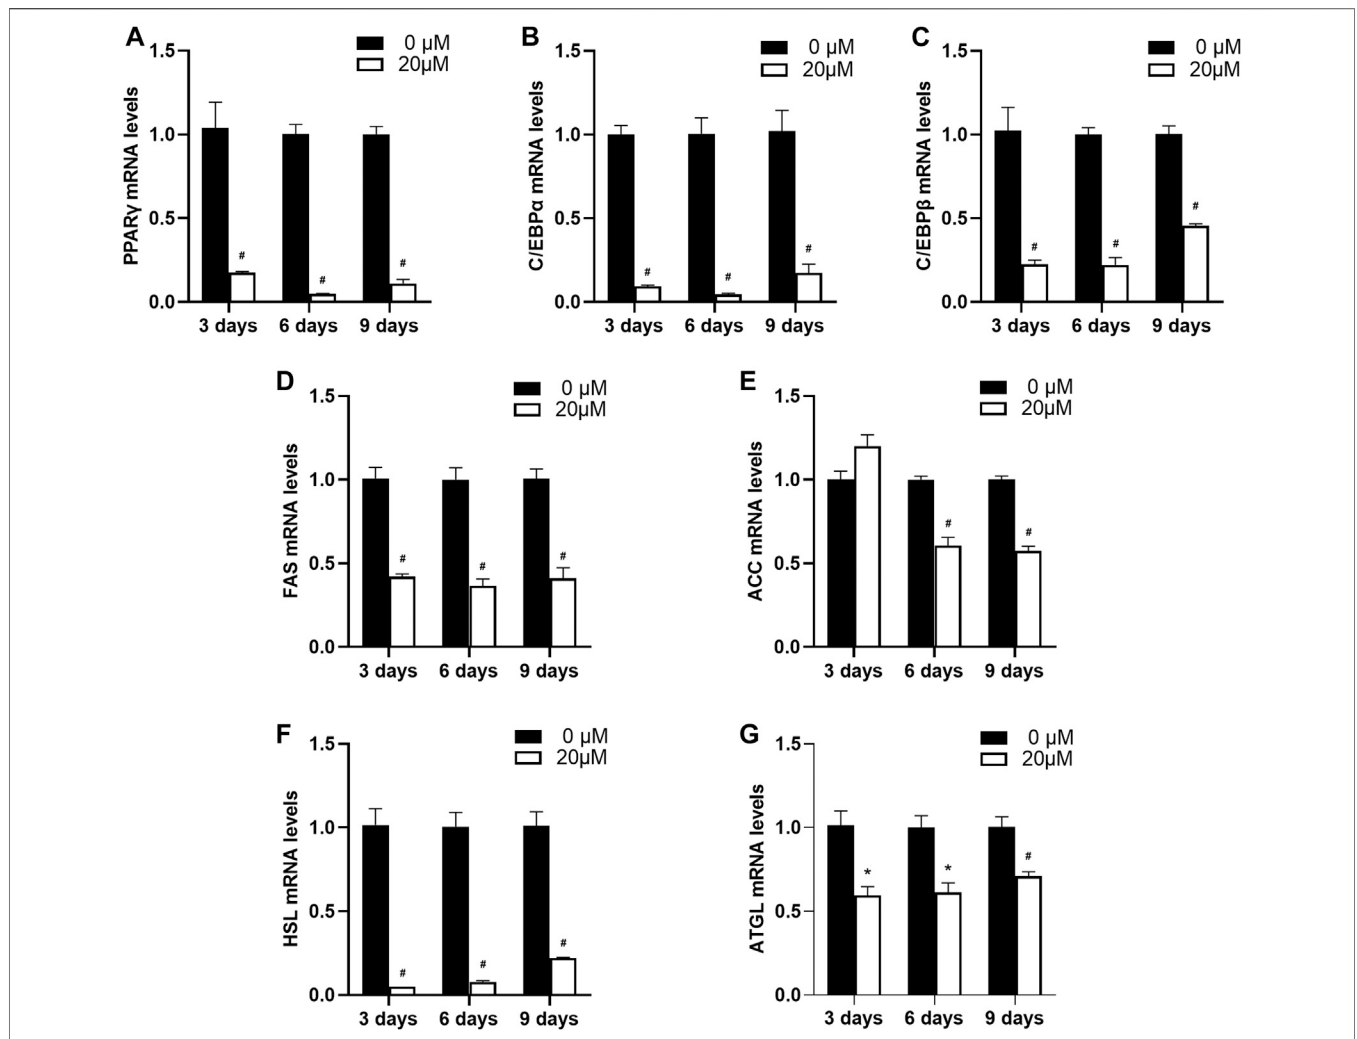 A
PPARγ mRNA levels
1.5
1.0
0.5
0.0
0 μM
20μM
#
#
#
3 days
6 days
9 days
B
C/EBPα mRNA levels
1.5
1.0
0.5
0.0
0 μM
20μM
#
#
#
3 days
6 days
9 days
C
C/EBPβ mRNA levels
1.5
1.0
0.5
0.0
0 μM
20μM
#
#
#
3 days
6 days
9 days
D
FAS mRNA levels
1.5
1.0
0.5
0.0
0 μM
20μM
#
#
#
3 days
6 days
9 days
E
ACC mRNA levels
1.5
1.0
0.5
0.0
0 μM
20μM
#
#
3 days
6 days
9 days
F
HSL mRNA levels
1.5
1.0
0.5
0.0
0 μM
20μM
#
#
#
3 days
6 days
9 days
G
ATGL mRNA levels
1.5
1.0
0.5
0.0
0 μM
20μM
*
*
#
3 days
6 days
9 days